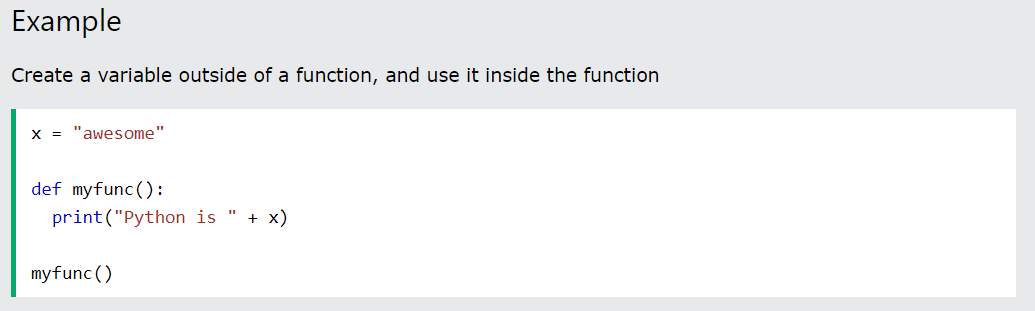 Example
Create a variable outside of a function, and use it inside the function
x = "awesome"
def myfunc():
  print("Python is " + x)
myfunc()